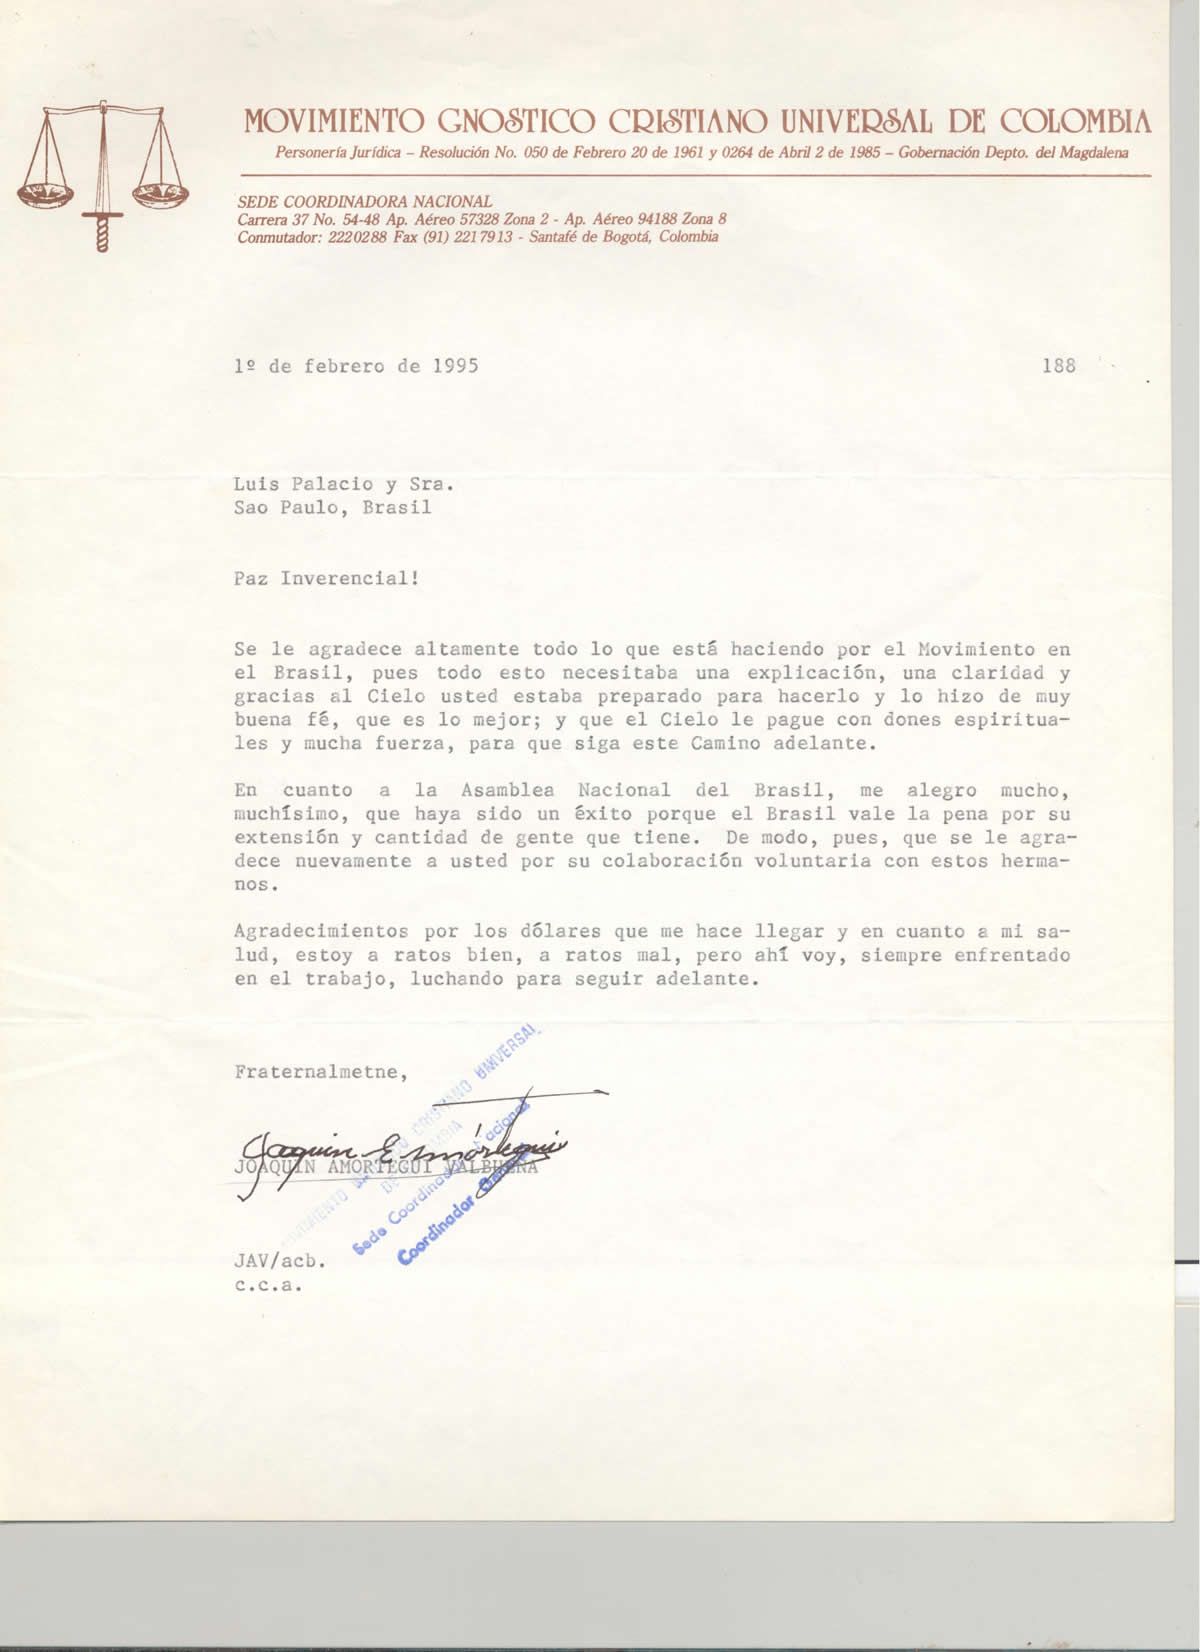 MOVIMIENTO GNOSTICO CRISTIANO UNIVERSAL DE COLOMBIA
Personería Jurídica – Resolución No. 050 de Febrero 20 de 1961 y 0264 de Abril 2 de 1985 – Gobernación Depto. del Magdalena
SEDE COORDINADORA NACIONAL
Carrera 37 No. 54-48 Ap. Aéreo 57328 Zona 2 - Ap. Aéreo 94188 Zona 8
Conmutador: 2220288 Fax (91) 2217913 - Santafé de Bogotá, Colombia
1º de febrero de 1995 188
Luis Palacio y Sra.
Sao Paulo, Brasil
Paz Inverencial!
Se le agradece altamente todo lo que está haciendo por el Movimiento en
el Brasil, pues todo esto necesitaba una explicación, una claridad y
gracias al Cielo usted estaba preparado para hacerlo y lo hizo de muy
buena fé, que es lo mejor; y que el Cielo le pague con dones espiritua-
les y mucha fuerza, para que siga este Camino adelante.
En cuanto a la Asamblea Nacional del Brasil, me alegro mucho,
muchísimo, que haya sido un éxito porque el Brasil vale la pena por su
extensión y cantidad de gente que tiene. De modo, pues, que se le agra-
dece nuevamente a usted por su colaboración voluntaria con estos herma-
nos.
Agradecimientos por los dólares que me hace llegar y en cuanto a mi sa-
lud, estoy a ratos bien, a ratos mal, pero ahí voy, siempre enfrentado
en el trabajo, luchando para seguir adelante.
Fraternalmetne,
Joaquin E Amórtegui
JOAQUIN AMORTEGUI VALBUENA
CRISTIANO UNIVERSAL
DE
Sede Coordinadora Nacional
Coordinador
JAV/acb.
c.c.a.